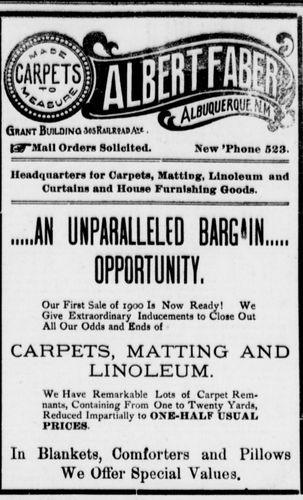 MADE
CARPETS
TO
MEASURE
ALBERT FABER
ALBUQUERQUE, N.M.
GRANT BUILDING 305 RAILROAD AVE.
☞Mail Orders Solicited. New 'Phone 523.
Headquarters for Carpets, Matting, Linoleum and
Curtains and House Furnishing Goods.
.....AN UNPARALLELED BARGAIN.....
OPPORTUNITY.
Our First Sale of 1900 Is Now Ready! We
Give Extraordinary Inducements to Close Out
All Our Odds and Ends of
CARPETS, MATTING AND
LINOLEUM.
We Have Remarkable Lots of Carpet Rem-
nants, Containing From One to Twenty Yards,
Reduced Impartially to ONE-HALF USUAL
PRICES.
In Blankets, Comforters and Pillows
We Offer Special Values.